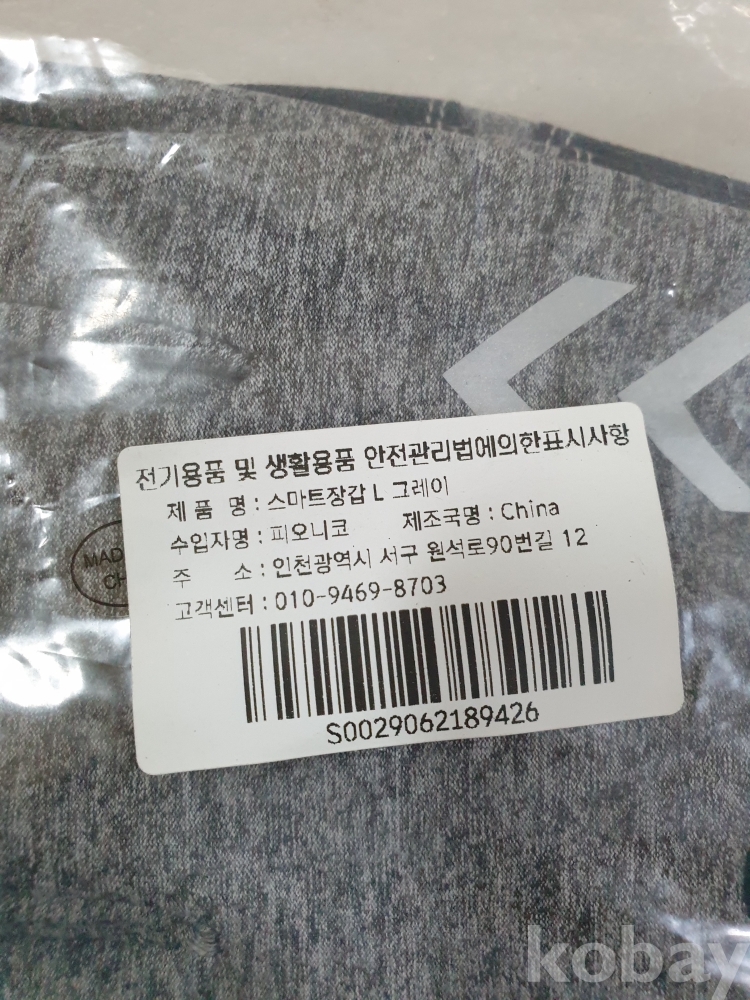 전기용품 및 생활용품 안전관리법에의한표시사항
제 품 명 : 스마트장갑 L 그레이
수입자명 : 피오니코 제조국명 : China
주 소 : 인천광역시 서구 원석로90번길 12
고객센터 : 010-9469-8703
S0029062189426
MAD
CH
kobay